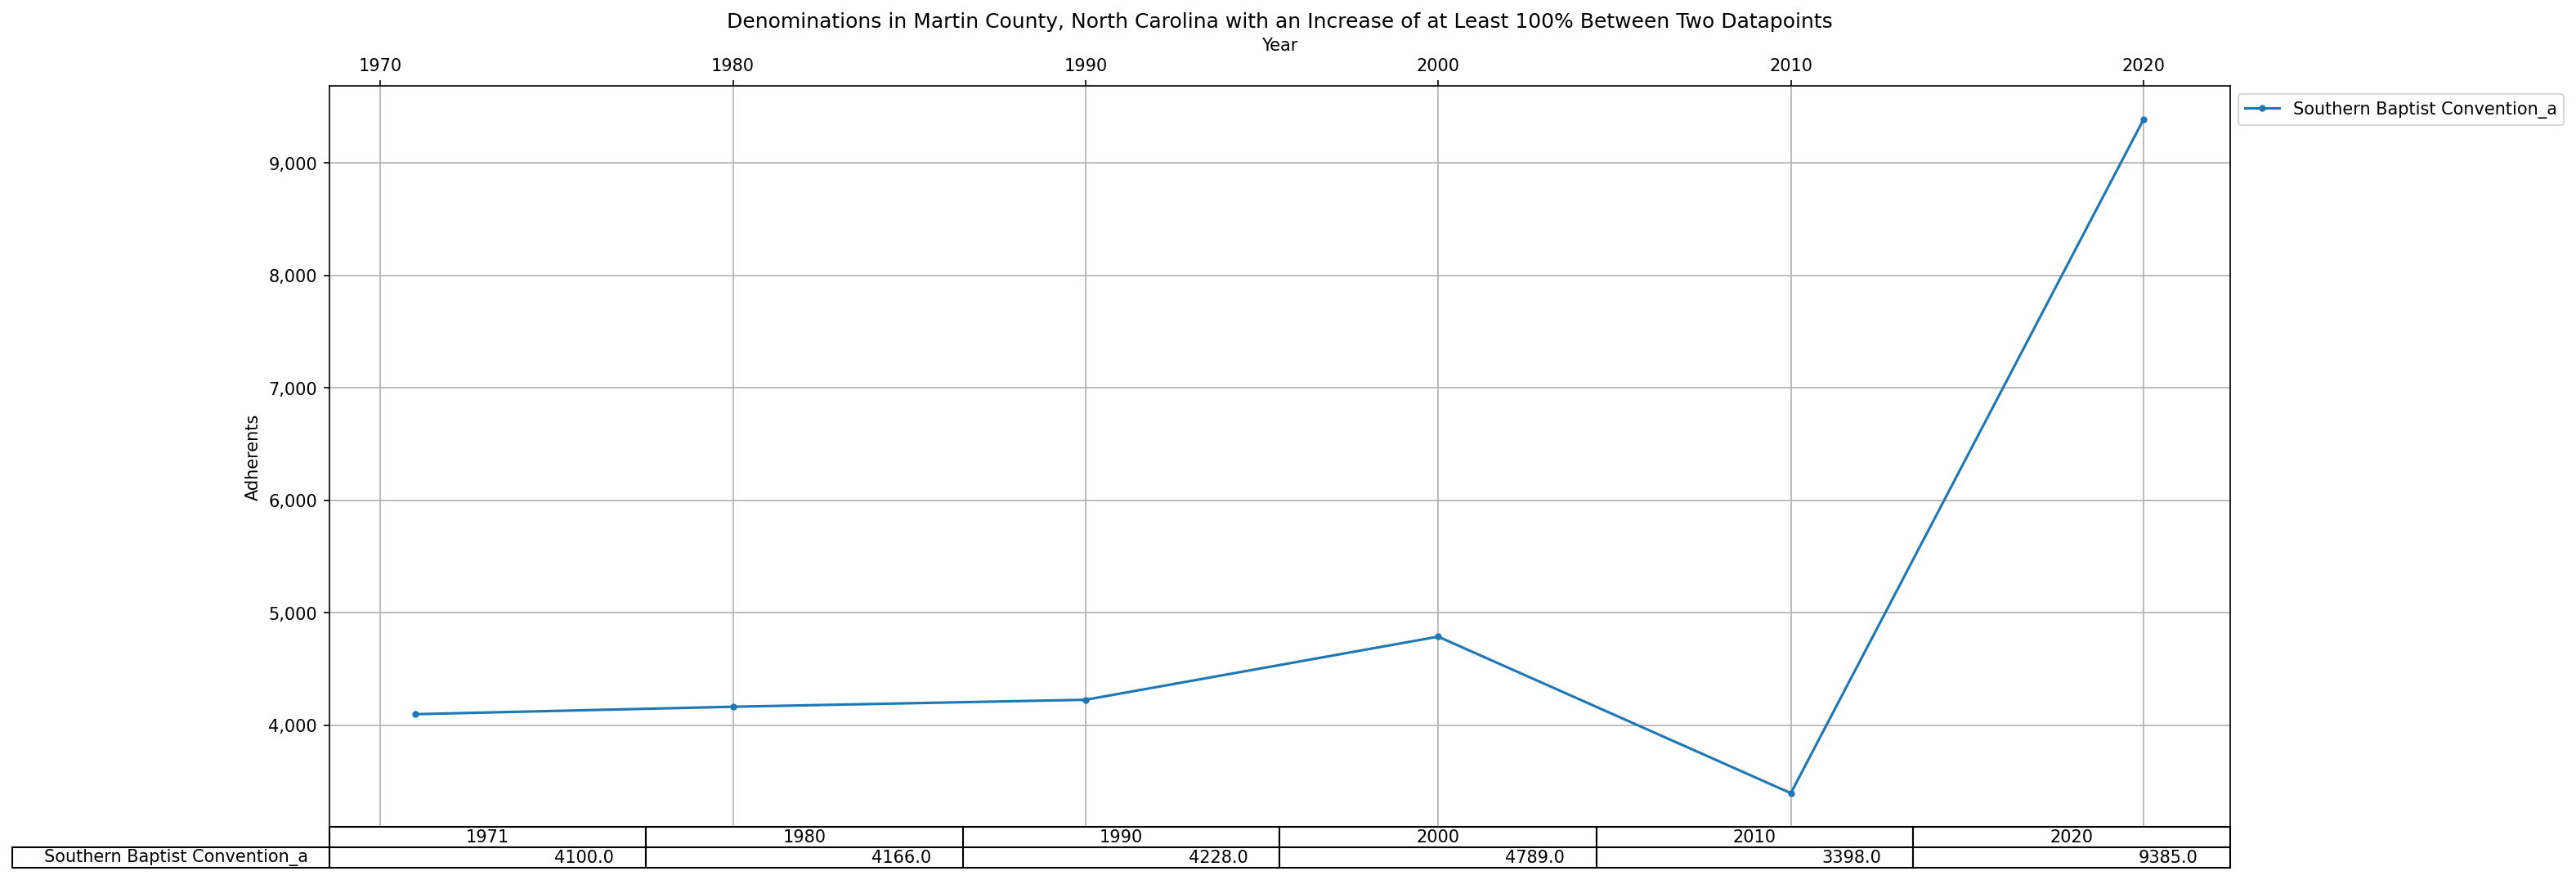 Denominations in Martin County, North Carolina with an Increase of at Least 100% Between Two Datapoints
Year
1970 1980 1990 2000 2010 2020
Southern Baptist Convention_a
Adherents
9,000
8,000
7,000
6,000
5,000
4,000
1971 1980 1990 2000 2010 2020
Southern Baptist Convention_a 4100.0 4166.0 4228.0 4789.0 3398.0 9385.0